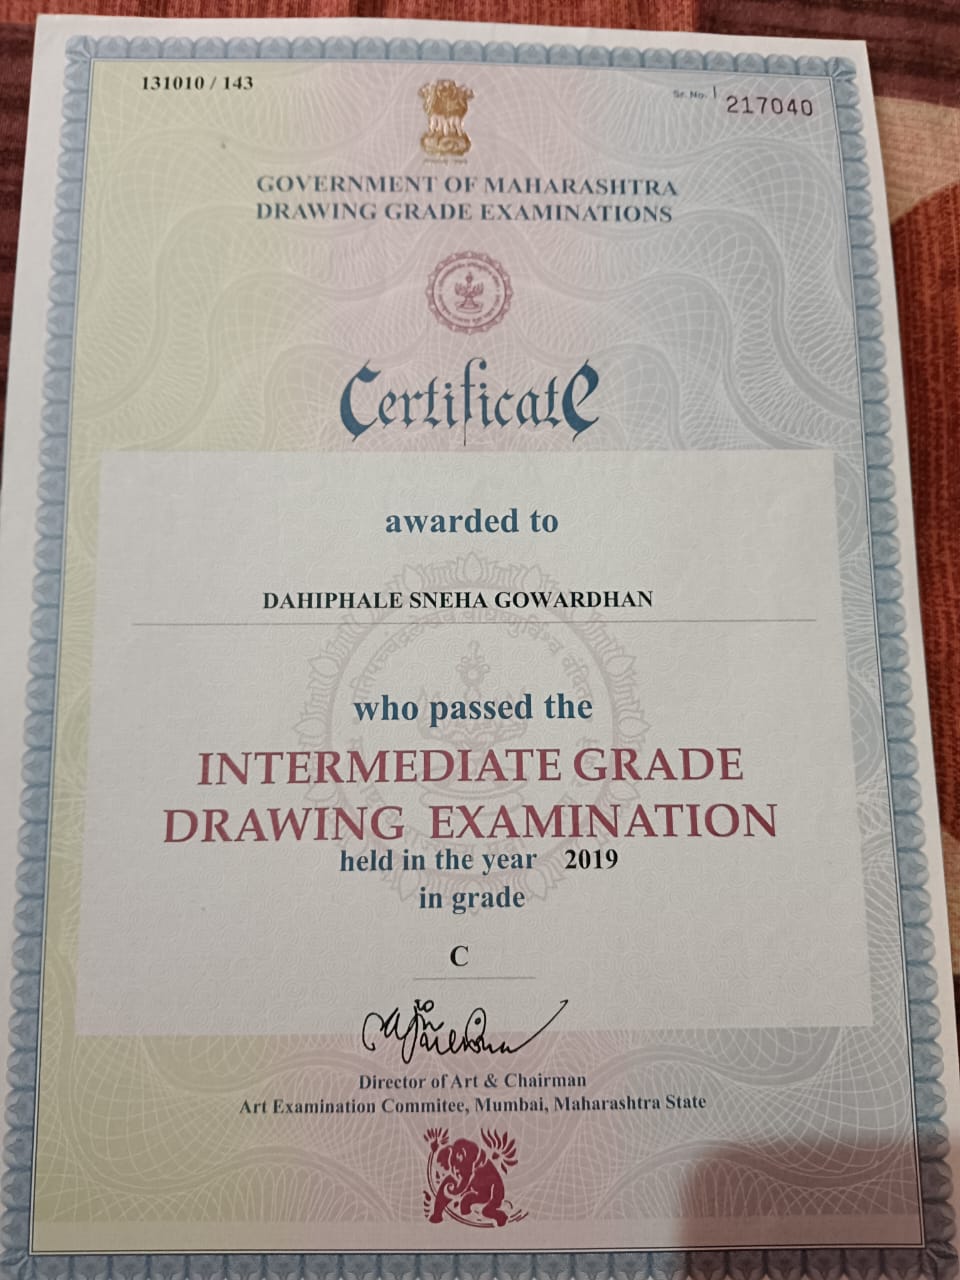 131010 / 143
Sr. No. 217040
GOVERNMENT OF MAHARASHTRA
DRAWING GRADE EXAMINATIONS
Certificate
awarded to
DAHIPHALE SNEHA GOWARDHAN
who passed the
INTERMEDIATE GRADE
DRAWING EXAMINATION
held in the year 2019
in grade
C
Director of Art & Chairman
Art Examination Commitee, Mumbai, Maharashtra State